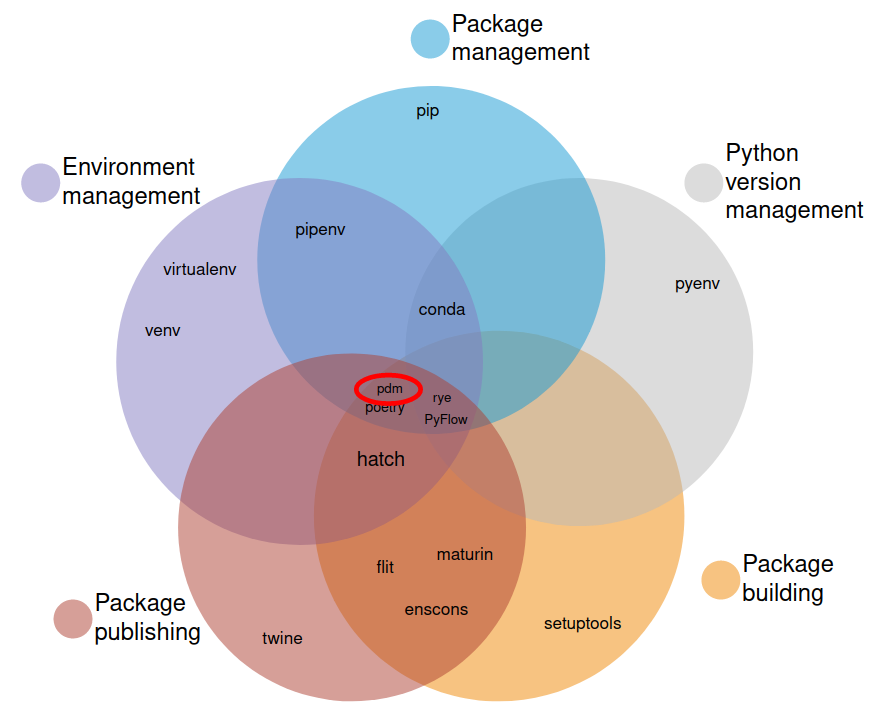 Package
management
pip
Python
version
management
Environment
management
pipenv
virtualenv
pyenv
conda
venv
pdm
rye
poetry
PyFlow
hatch
maturin
flit
Package
building
enscons
Package
publishing
setuptools
twine